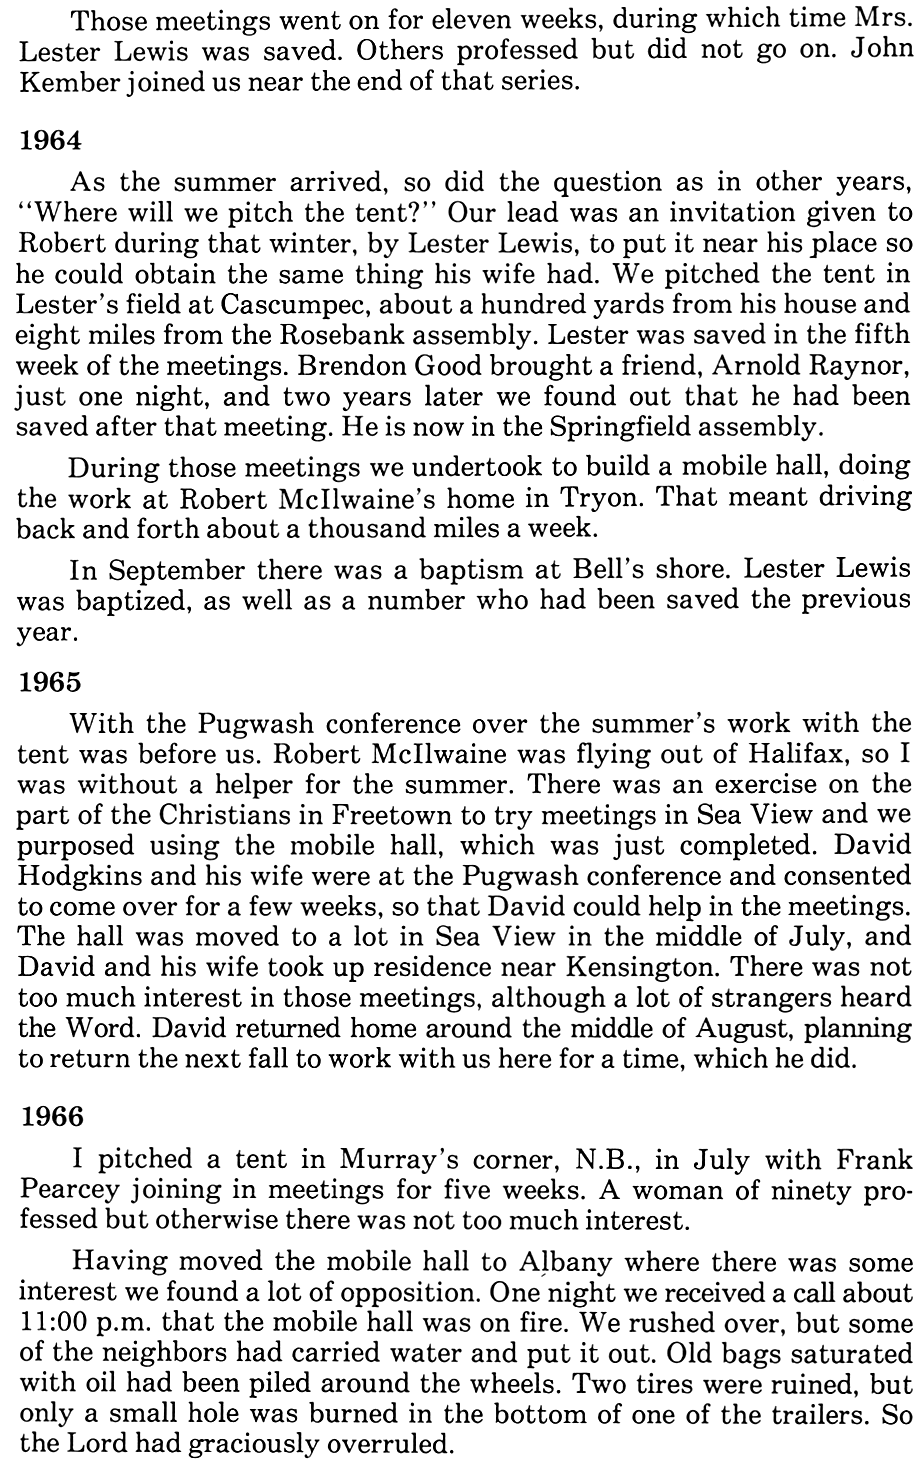 Those meetings went on for eleven weeks, during which time Mrs.
Lester Lewis was saved. Others professed but did not go on. John
Kember joined us near the end of that series.
1964
As the summer arrived, so did the question as in other years,
‘‘Where will we pitch the tent?’’ Our lead was an invitation given to
Robert during that winter, by Lester Lewis, to put it near his place so
he could obtain the same thing his wife had. We pitched the tent in
Lester’s field at Cascumpec, about a hundred yards from his house and
eight miles from the Rosebank assembly. Lester was saved in the fifth
week of the meetings. Brendon Good brought a friend, Arnold Raynor,
just one night, and two years later we found out that he had been
saved after that meeting. He is now in the Springfield assembly.
During those meetings we undertook to build a mobile hall, doing
the work at Robert McIlwaine’s home in Tryon. That meant driving
back and forth about a thousand miles a week.
In September there was a baptism at Bell’s shore. Lester Lewis
was baptized, as well as a number who had been saved the previous
year.
1965
With the Pugwash conference over the summer’s work with the
tent was before us. Robert McIlwaine was flying out of Halifax, so I
was without a helper for the summer. There was an exercise on the
part of the Christians in Freetown to try meetings in Sea View and we
purposed using the mobile hall, which was just completed. David
Hodgkins and his wife were at the Pugwash conference and consented
to come over for a few weeks, so that David could help in the meetings.
The hall was moved to a lot in Sea View in the middle of July, and
David and his wife took up residence near Kensington. There was not
too much interest in those meetings, although a lot of strangers heard
the Word. David returned home around the middle of August, planning
to return the next fall to work with us here for a time, which he did.
1966
I pitched a tent in Murray’s corner, N.B., in July with Frank
Pearcey joining in meetings for five weeks. A woman of ninety pro-
fessed but otherwise there was not too much interest.
Having moved the mobile hall to Albany where there was some
interest we found a lot of opposition. One night we received a call about
11:00 p.m. that the mobile hall was on fire. We rushed over, but some
of the neighbors had carried water and put it out. Old bags saturated
with oil had been piled around the wheels. Two tires were ruined, but
only a small hole was burned in the bottom of one of the trailers. So
the Lord had graciously overruled.